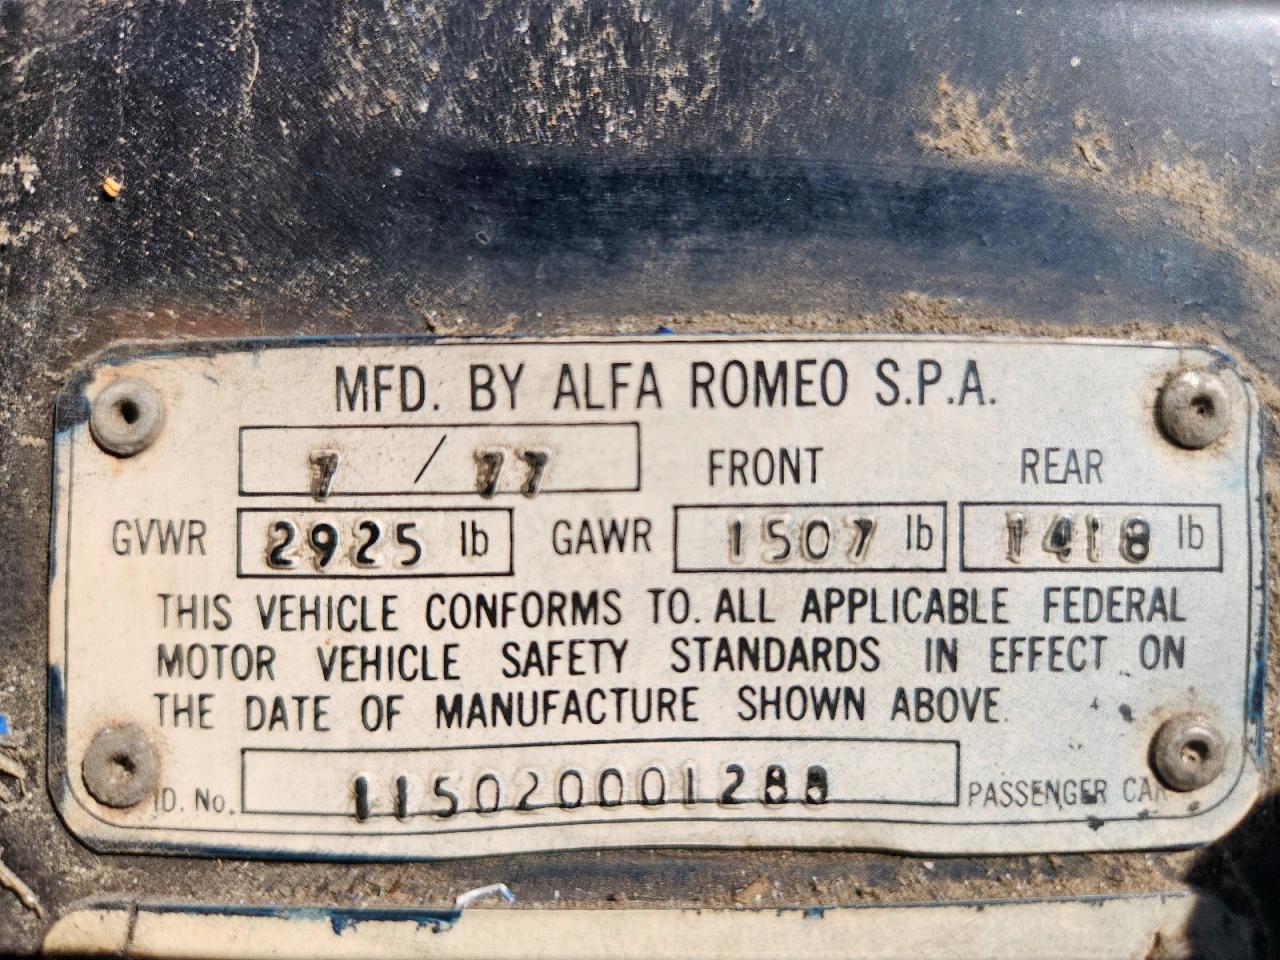 MFD. BY ALFA ROMEO S.P.A.
7 / 77 FRONT REAR
GVWR 2925 lb GAWR 1507 lb 1418 lb
THIS VEHICLE CONFORMS TO. ALL APPLICABLE FEDERAL
MOTOR VEHICLE SAFETY STANDARDS IN EFFECT ON
THE DATE OF MANUFACTURE SHOWN ABOVE.
ID. No. 115020001288 PASSENGER CAR